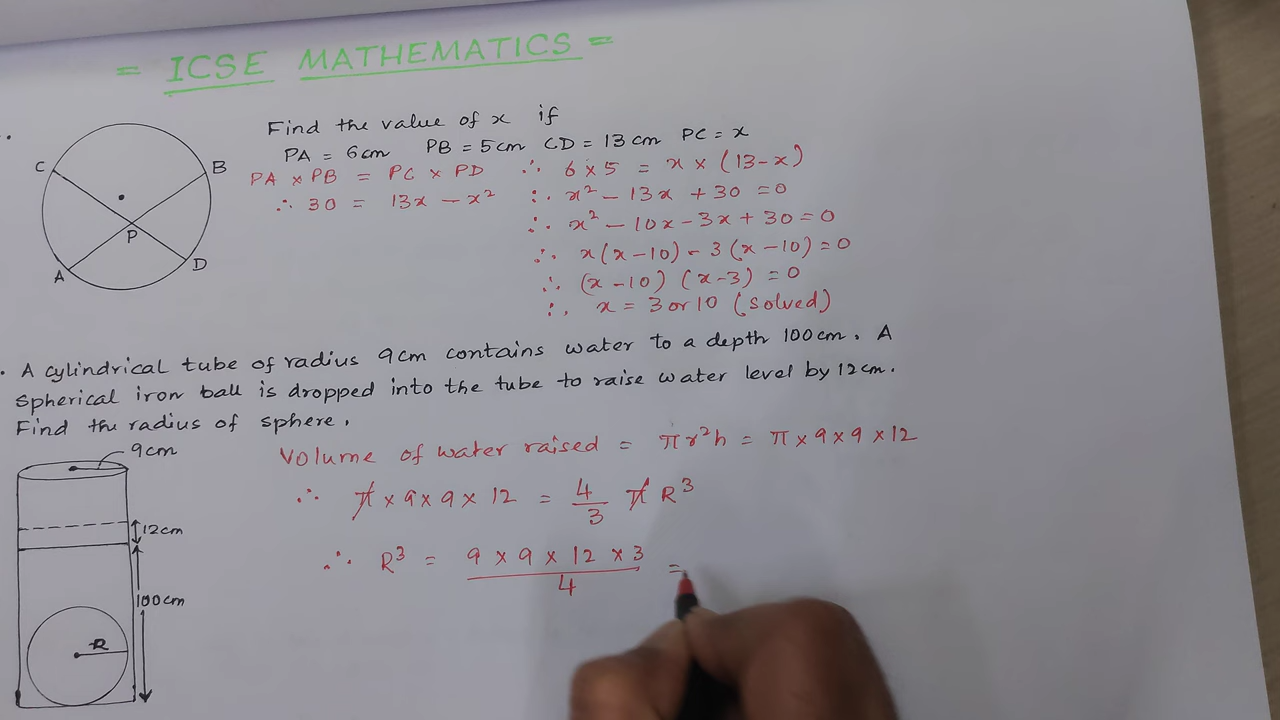 = ICSE MATHEMATICS =
.
Find the value of x if
PA = 6cm PB = 5cm CD = 13cm PC = x
PA × PB = PC × PD ∴ 6 × 5 = x × (13-x)
∴ 30 = 13x - x² ∴ x² - 13x + 30 = 0
∴ x² - 10x - 3x + 30 = 0
∴ x(x-10) - 3(x-10) = 0
∴ (x-10) (x-3) = 0
∴ x = 3 or 10 (Solved)
C
B
P
A
D
. A cylindrical tube of radius 9cm contains water to a depth 100cm. A
Spherical iron ball is dropped into the tube to raise water level by 12cm.
Find the radius of sphere.
Volume of water raised = πr²h = π × 9 × 9 × 12
∴ π × 9 × 9 × 12 = 4/3 π R³
∴ R³ = 9 × 9 × 12 × 3 / 4 =
9cm
12cm
100cm
R